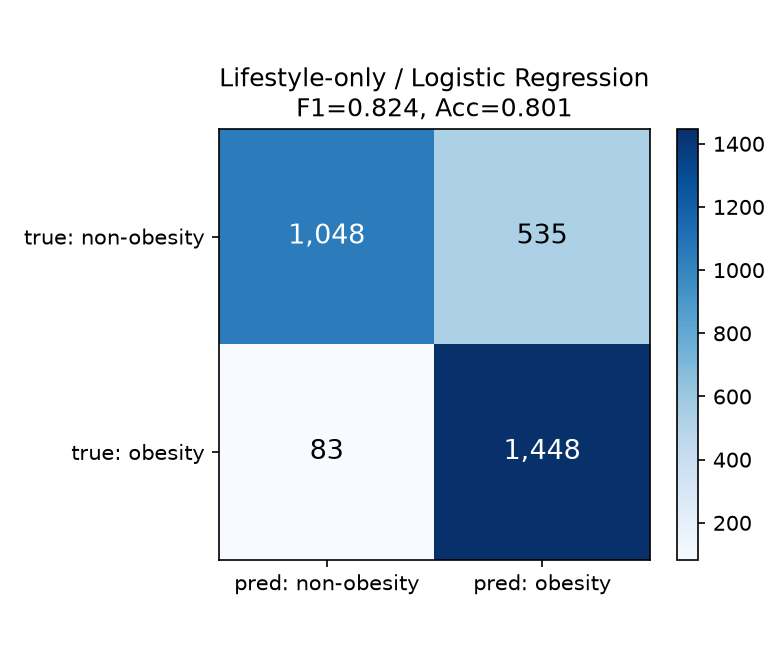 Lifestyle-only / Logistic Regression
F1=0.824, Acc=0.801
true: non-obesity
1,048
535
true: obesity
83
1,448
pred: non-obesity
pred: obesity
1400
1200
1000
800
600
400
200